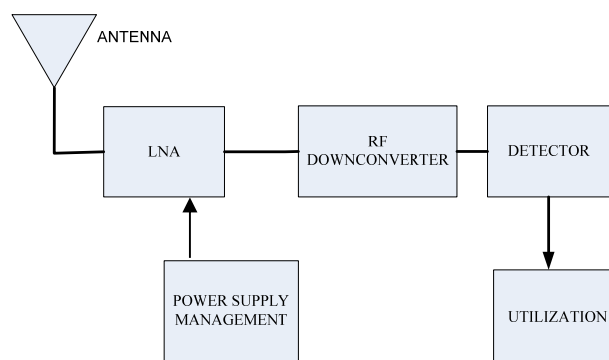 ANTENNA
LNA
RF
DOWNCONVERTER
DETECTOR
POWER SUPPLY
MANAGEMENT
UTILIZATION